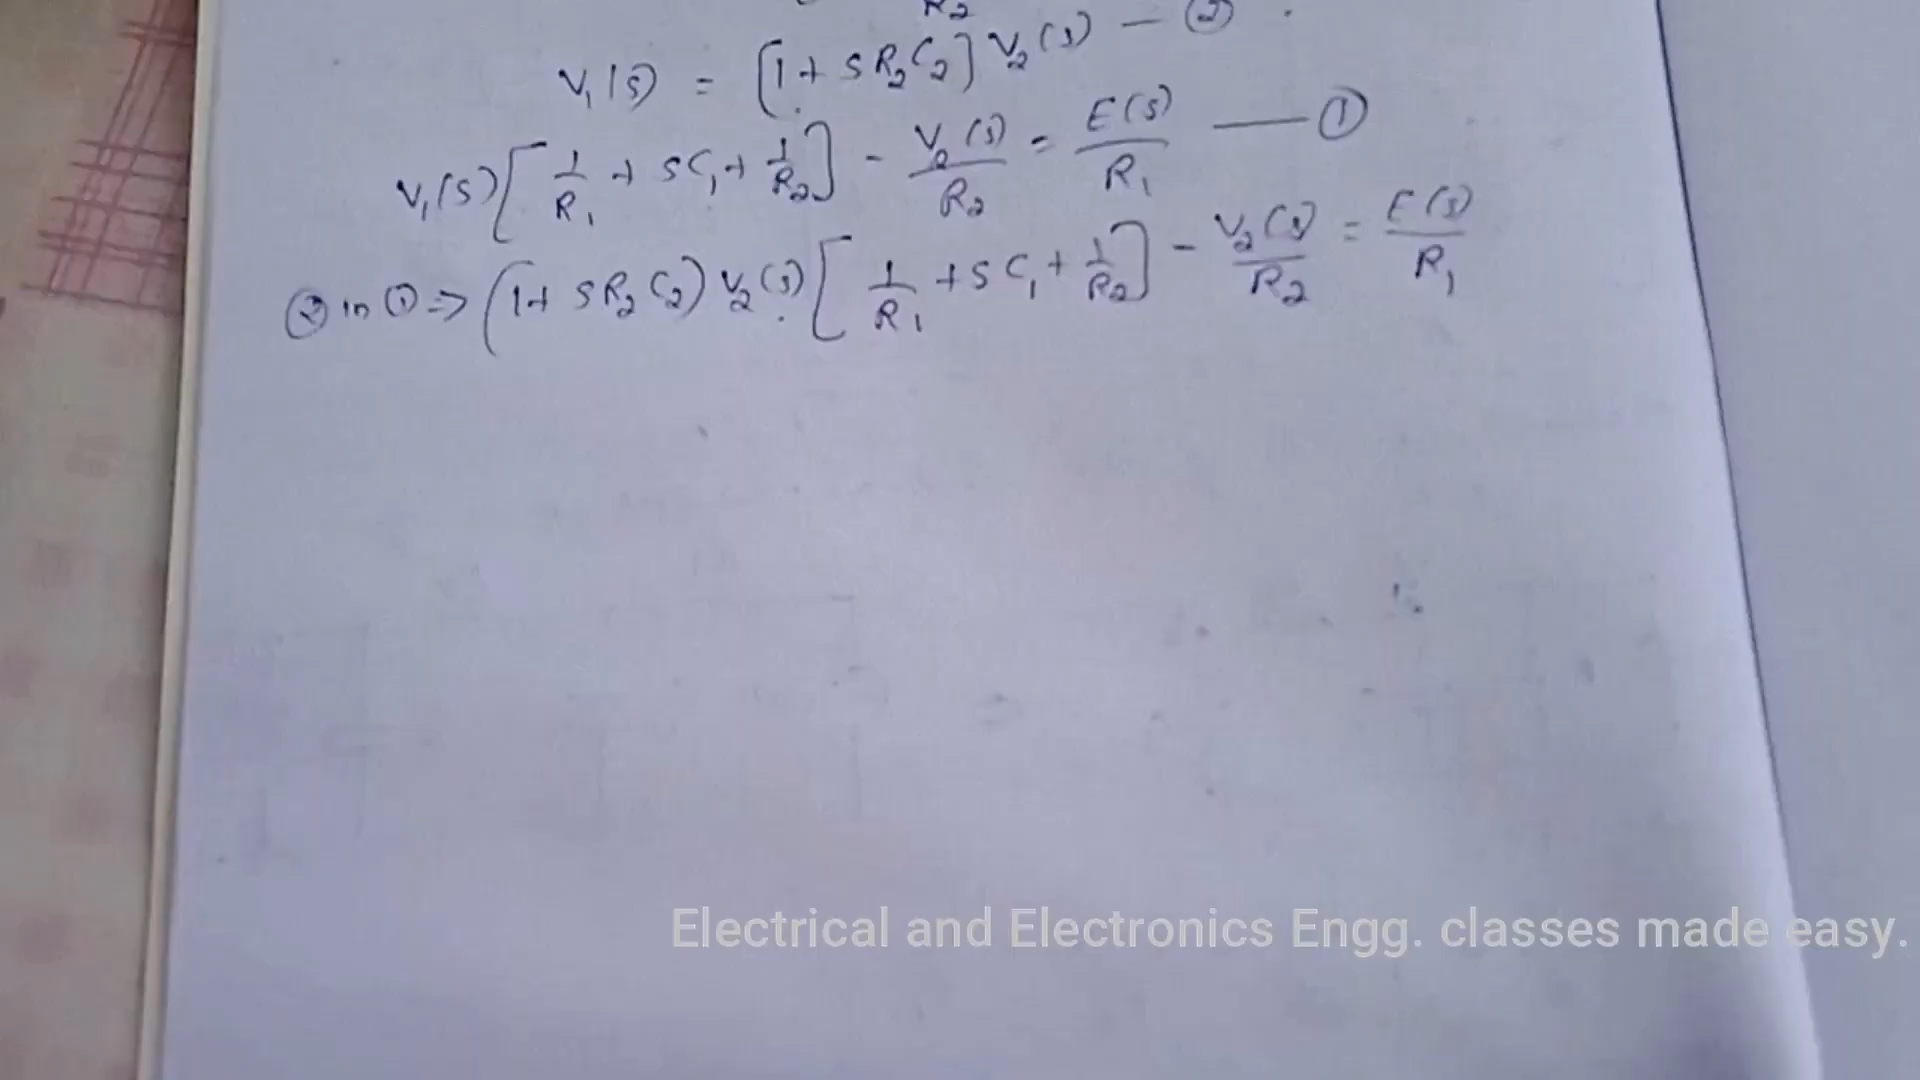 R₂
V₁(s) = [1 + SR₂C₂] V₂(s) — ②
V₁(s) [1/R₁ + SC₁ + 1/R₂] - V₂(s)/R₂ = E(s)/R₁ — ①
② in ① ⇒ (1 + SR₂C₂) V₂(s) [1/R₁ + SC₁ + 1/R₂] - V₂(s)/R₂ = E(s)/R₁
Electrical and Electronics Engg. classes made easy.